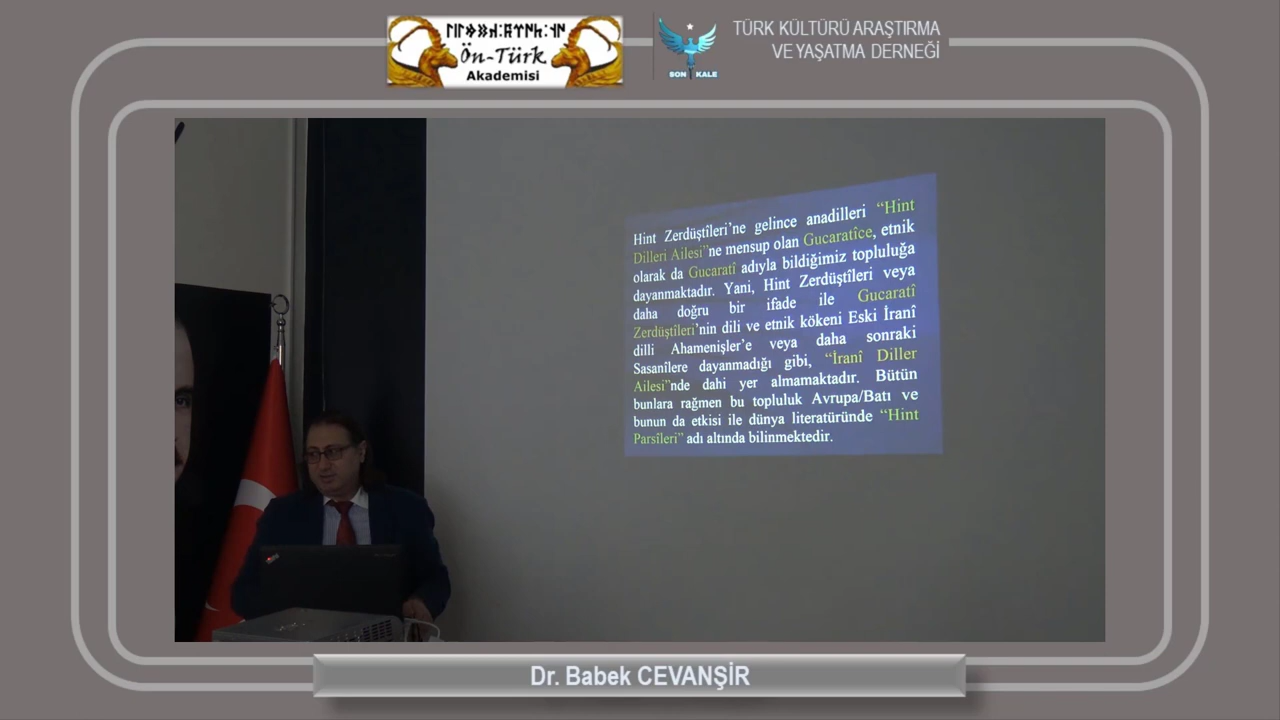 Ön-Türk
Akademisi
SON KALE
TÜRK KÜLTÜRÜ ARAŞTIRMA
VE YAŞATMA DERNEĞİ
Hint Zerdüştîleri’ne gelince anadilleri “Hint
Dilleri Ailesi”ne mensup olan Gucaratîce, etnik
olarak da Gucaratî adıyla bildiğimiz topluluğa
dayanmaktadır. Yani, Hint Zerdüştîleri veya
daha doğru bir ifade ile Gucaratî
Zerdüştîleri’nin dili ve etnik kökeni Eski İranî
dilli Ahamenişler’e veya daha sonraki
Sasanîlere dayanmadığı gibi, “İranî Diller
Ailesi”nde dahi yer almamaktadır. Bütün
bunlara rağmen bu topluluk Avrupa/Batı ve
bunun da etkisi ile dünya literatüründe “Hint
Parsîleri” adı altında bilinmektedir.
Dr. Babek CEVANŞİR